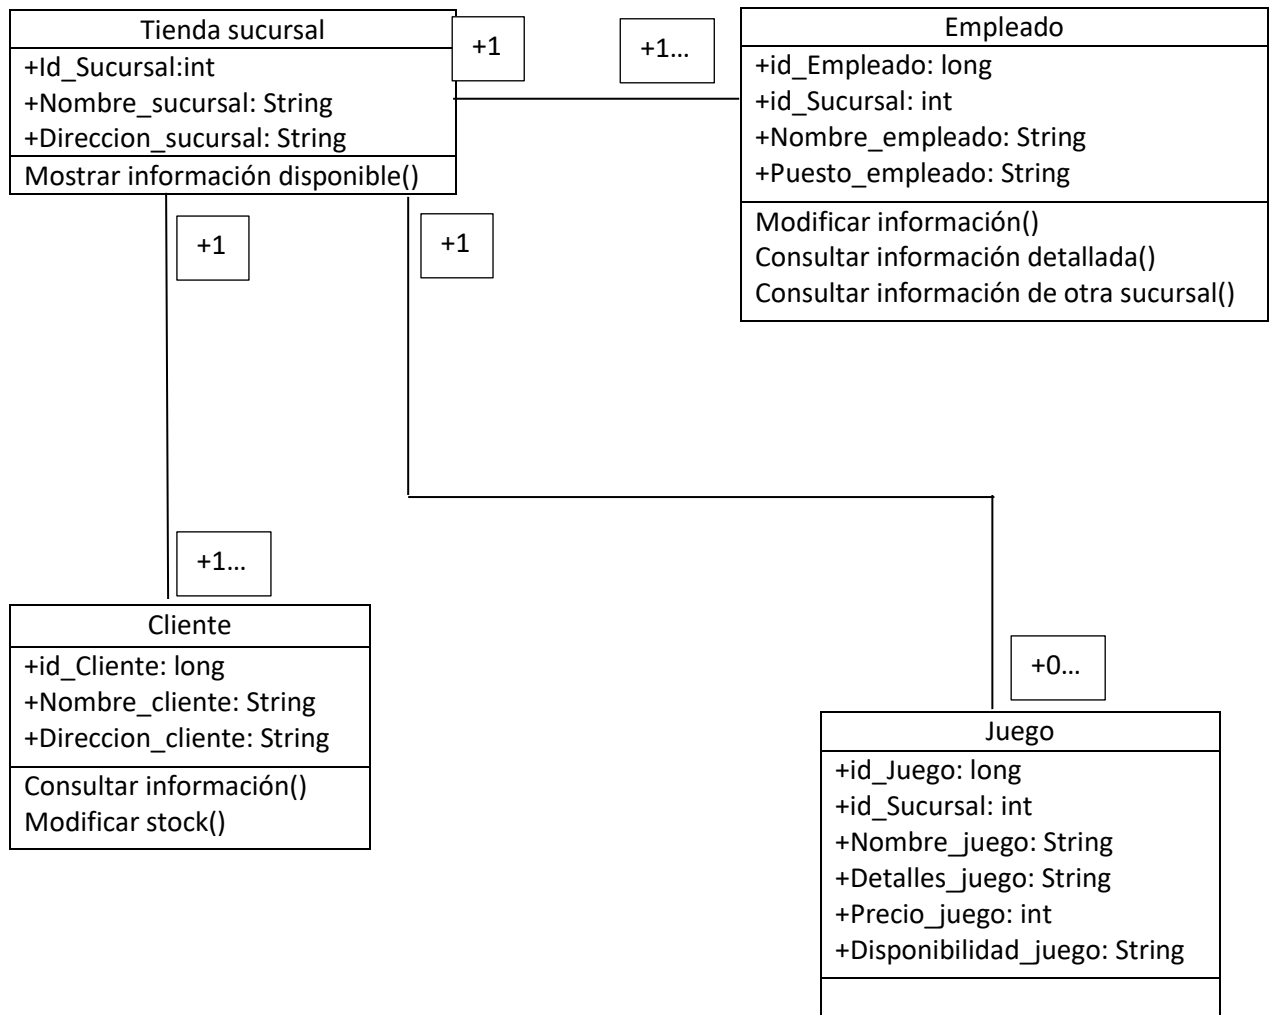 Tienda sucursal
+Id_Sucursal:int
+Nombre_sucursal: String
+Direccion_sucursal: String
Mostrar información disponible()
+1
+1...
Empleado
+id_Empleado: long
+id_Sucursal: int
+Nombre_empleado: String
+Puesto_empleado: String
Modificar información()
Consultar información detallada()
Consultar información de otra sucursal()
+1
+1
+1...
Cliente
+id_Cliente: long
+Nombre_cliente: String
+Direccion_cliente: String
Consultar información()
Modificar stock()
+0...
Juego
+id_Juego: long
+id_Sucursal: int
+Nombre_juego: String
+Detalles_juego: String
+Precio_juego: int
+Disponibilidad_juego: String